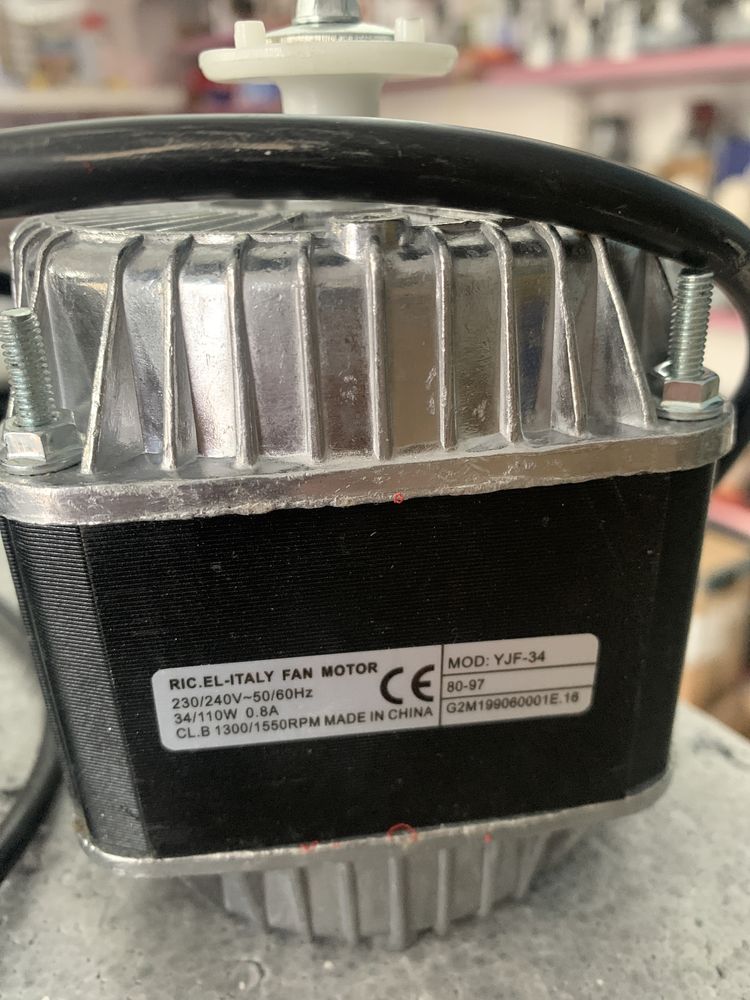 RIC.EL-ITALY FAN MOTOR
230/240V~50/60Hz
34/110W 0.8A
CL.B 1300/1550RPM MADE IN CHINA
CE
MOD: YJF-34
80-97
G2M199060001E.16